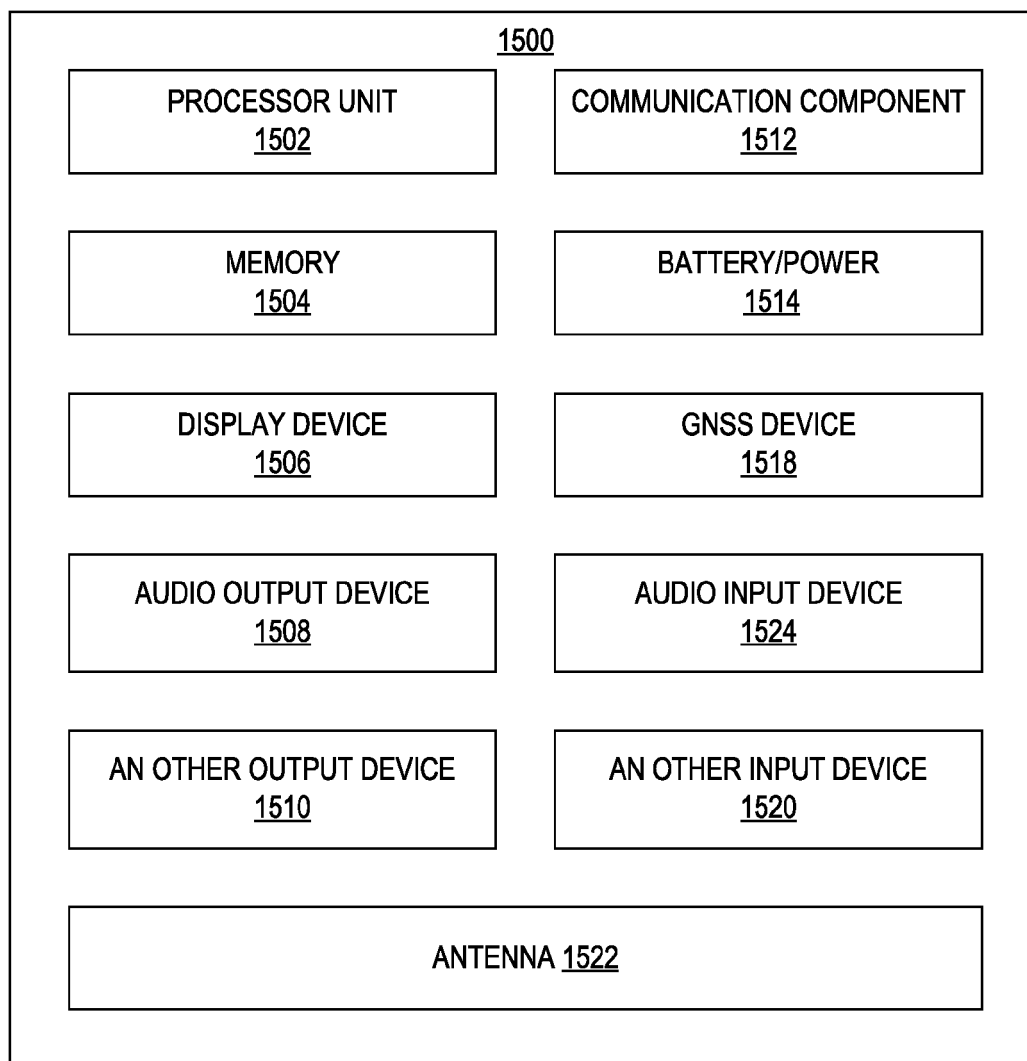 1500
PROCESSOR UNIT
1502
COMMUNICATION COMPONENT
1512
MEMORY
1504
BATTERY/POWER
1514
DISPLAY DEVICE
1506
GNSS DEVICE
1518
AUDIO OUTPUT DEVICE
1508
AUDIO INPUT DEVICE
1524
AN OTHER OUTPUT DEVICE
1510
AN OTHER INPUT DEVICE
1520
ANTENNA 1522